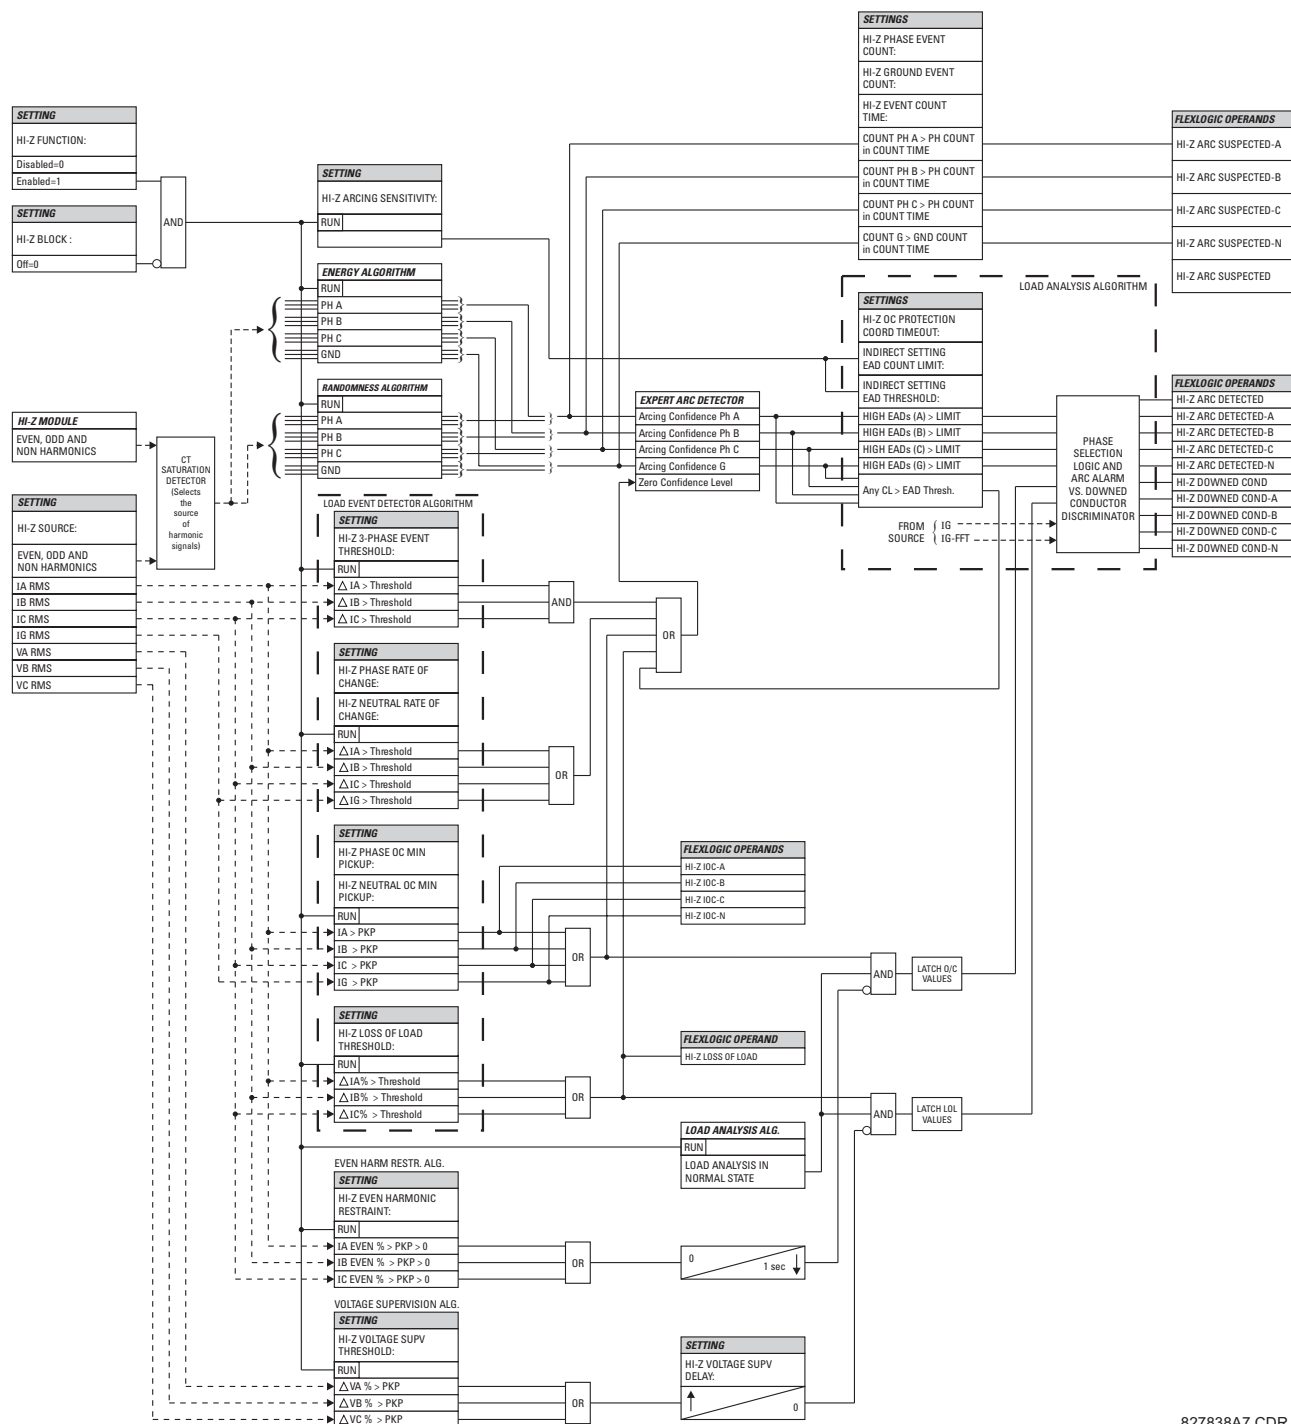 SETTINGS
HI-Z PHASE EVENT
COUNT:
HI-Z GROUND EVENT
COUNT:
HI-Z EVENT COUNT
TIME:
COUNT PH A > PH COUNT
in COUNT TIME
COUNT PH B > PH COUNT
in COUNT TIME
COUNT PH C > PH COUNT
in COUNT TIME
COUNT G > GND COUNT
in COUNT TIME
FLEXLOGIC OPERANDS
HI-Z ARC SUSPECTED-A
HI-Z ARC SUSPECTED-B
HI-Z ARC SUSPECTED-C
HI-Z ARC SUSPECTED-N
HI-Z ARC SUSPECTED
SETTING
HI-Z FUNCTION:
Disabled=0
Enabled=1
SETTING
HI-Z BLOCK :
Off=0
AND
SETTING
HI-Z ARCING SENSITIVITY:
RUN
ENERGY ALGORITHM
RUN
PH A
PH B
PH C
GND
RANDOMNESS ALGORITHM
RUN
PH A
PH B
PH C
GND
HI-Z MODULE
EVEN, ODD AND
NON HARMONICS
CT
SATURATION
DETECTOR
(Selects
the
source
of
harmonic
signals)
SETTING
HI-Z SOURCE:
EVEN, ODD AND
NON HARMONICS
IA RMS
IB RMS
IC RMS
IG RMS
VA RMS
VB RMS
VC RMS
EXPERT ARC DETECTOR
Arcing Confidence Ph A
Arcing Confidence Ph B
Arcing Confidence Ph C
Arcing Confidence G
Zero Confidence Level
LOAD ANALYSIS ALGORITHM
SETTINGS
HI-Z OC PROTECTION
COORD TIMEOUT:
INDIRECT SETTING
EAD COUNT LIMIT:
INDIRECT SETTING
EAD THRESHOLD:
HIGH EADs (A) > LIMIT
HIGH EADs (B) > LIMIT
HIGH EADs (C) > LIMIT
HIGH EADs (G) > LIMIT
Any CL > EAD Thresh.
FROM
SOURCE
{
IG
IG-FFT
PHASE
SELECTION
LOGIC AND
ARC ALARM
VS. DOWNED
CONDUCTOR
DISCRIMINATOR
FLEXLOGIC OPERANDS
HI-Z ARC DETECTED
HI-Z ARC DETECTED-A
HI-Z ARC DETECTED-B
HI-Z ARC DETECTED-C
HI-Z ARC DETECTED-N
HI-Z DOWNED COND
HI-Z DOWNED COND-A
HI-Z DOWNED COND-B
HI-Z DOWNED COND-C
HI-Z DOWNED COND-N
LOAD EVENT DETECTOR ALGORITHM
SETTING
HI-Z 3-PHASE EVENT
THRESHOLD:
RUN
△ IA > Threshold
△ IB > Threshold
△ IC > Threshold
AND
OR
SETTING
HI-Z PHASE RATE OF
CHANGE:
HI-Z NEUTRAL RATE OF
CHANGE:
RUN
△ IA > Threshold
△ IB > Threshold
△ IC > Threshold
△ IG > Threshold
OR
SETTING
HI-Z PHASE OC MIN
PICKUP:
HI-Z NEUTRAL OC MIN
PICKUP:
RUN
IA > PKP
IB > PKP
IC > PKP
IG > PKP
OR
FLEXLOGIC OPERANDS
HI-Z IOC-A
HI-Z IOC-B
HI-Z IOC-C
HI-Z IOC-N
AND
LATCH O/C
VALUES
SETTING
HI-Z LOSS OF LOAD
THRESHOLD:
RUN
△ IA% > Threshold
△ IB% > Threshold
△ IC% > Threshold
OR
FLEXLOGIC OPERAND
HI-Z LOSS OF LOAD
AND
LATCH LOL
VALUES
LOAD ANALYSIS ALG.
RUN
LOAD ANALYSIS IN
NORMAL STATE
EVEN HARM RESTR. ALG.
SETTING
HI-Z EVEN HARMONIC
RESTRAINT:
RUN
IA EVEN % > PKP > 0
IB EVEN % > PKP > 0
IC EVEN % > PKP > 0
OR
0
1 sec
VOLTAGE SUPERVISION ALG.
SETTING
HI-Z VOLTAGE SUPV
THRESHOLD:
RUN
△ VA % > PKP
△ VB % > PKP
△ VC % > PKP
OR
SETTING
HI-Z VOLTAGE SUPV
DELAY:
0
827838A7.CDR